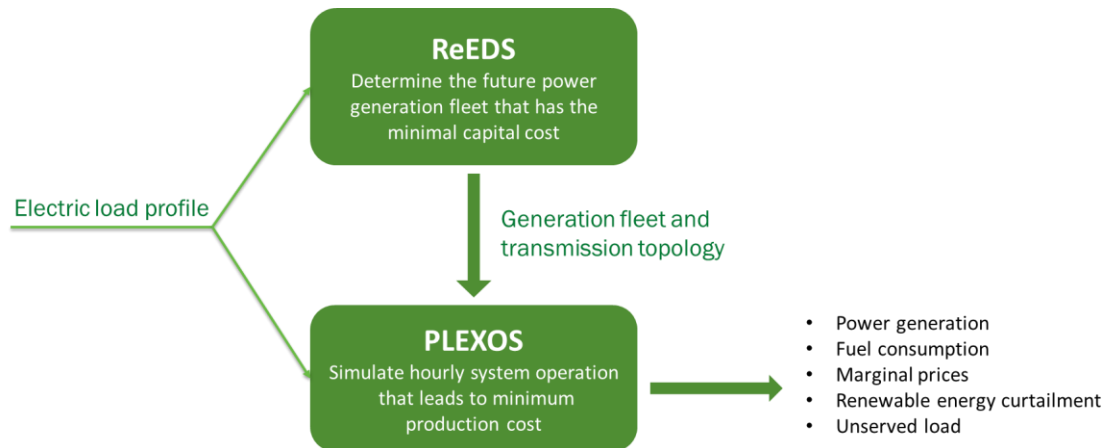 ReEDS
Determine the future power
generation fleet that has the
minimal capital cost
Electric load profile
Generation fleet and
transmission topology
PLEXOS
Simulate hourly system operation
that leads to minimum
production cost
• Power generation
• Fuel consumption
• Marginal prices
• Renewable energy curtailment
• Unserved load